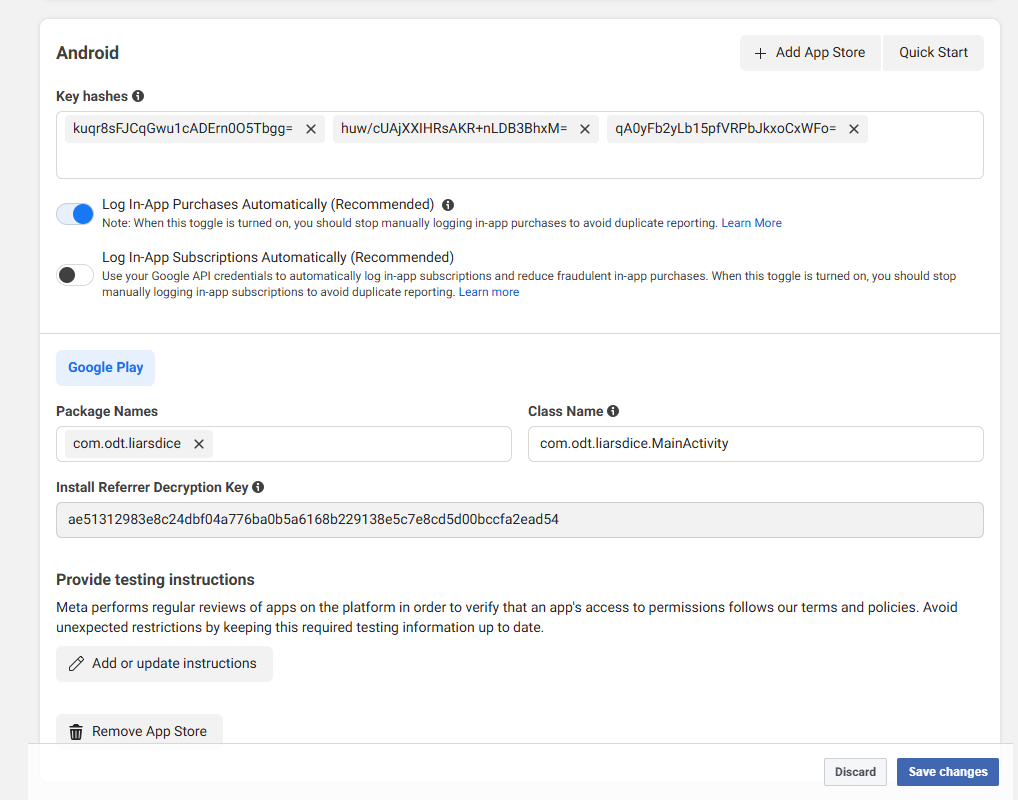 Android
Add App Store
Quick Start
Key hashes
kuqr8sFJCqGwu1cADErn0O5Tbgg=
huw/cUAjXXIHRsAKR+nLDB3BhxM=
qA0yFb2yLb15pfVRPbJkxoCxWFo=
Log In-App Purchases Automatically (Recommended)
Note: When this toggle is turned on, you should stop manually logging in-app purchases to avoid duplicate reporting. Learn More
Log In-App Subscriptions Automatically (Recommended)
Use your Google API credentials to automatically log in-app subscriptions and reduce fraudulent in-app purchases. When this toggle is turned on, you should stop
manually logging in-app subscriptions to avoid duplicate reporting. Learn more
Google Play
Package Names
Class Name
com.odt.liarsdice
com.odt.liarsdice.MainActivity
Install Referrer Decryption Key
ae51312983e8c24dbf04a776ba0b5a6168b229138e5c7e8cd5d00bccfa2ead54
Provide testing instructions
Meta performs regular reviews of apps on the platform in order to verify that an app's access to permissions follows our terms and policies. Avoid
unexpected restrictions by keeping this required testing information up to date.
Add or update instructions
Remove App Store
Discard
Save changes